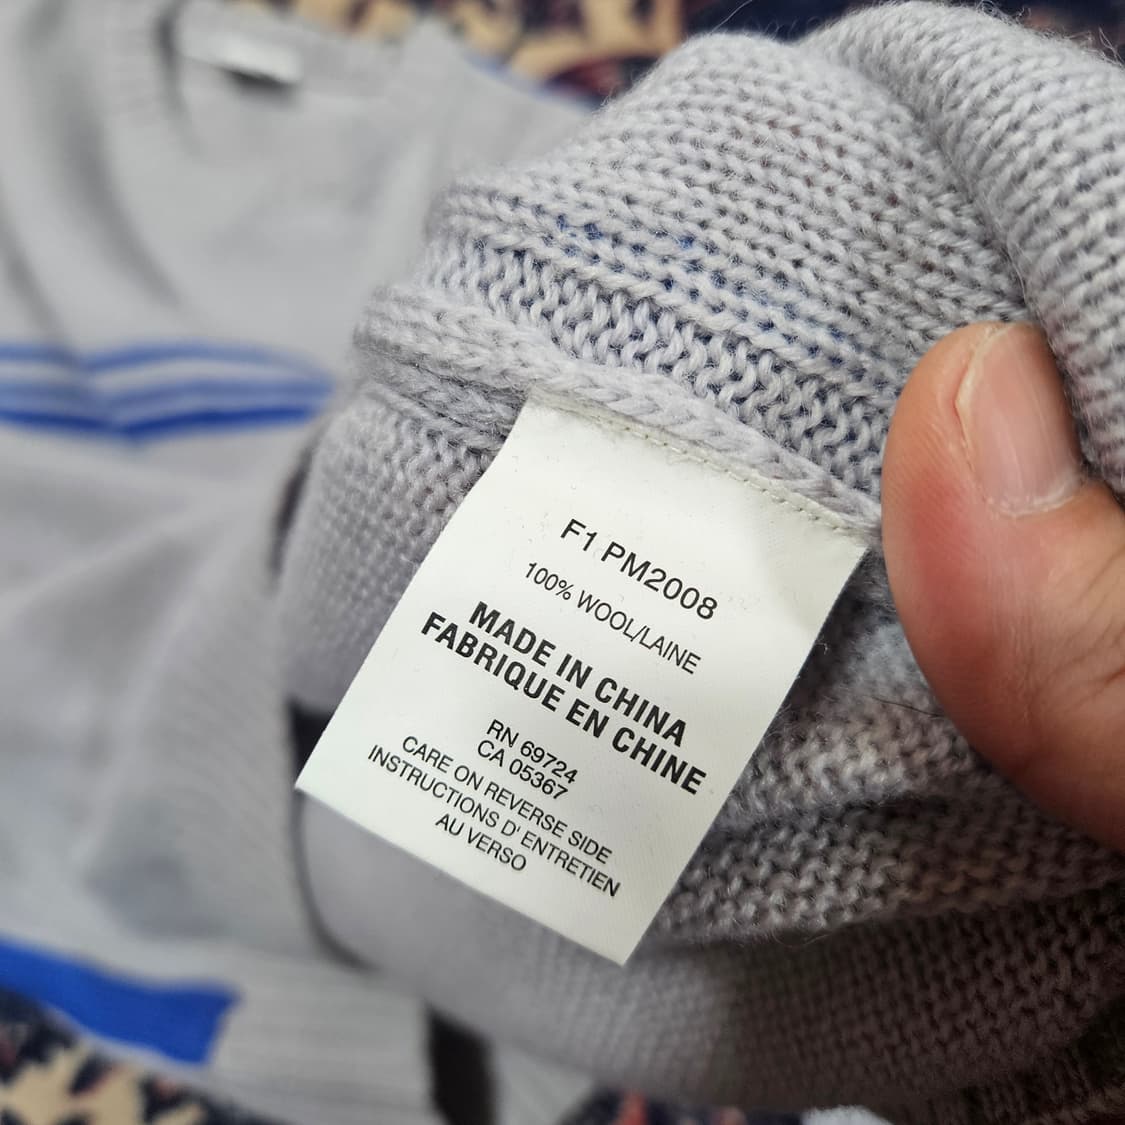 F1 PM2008
100% WOOL/LAINE
MADE IN CHINA
FABRIQUE EN CHINE
RN 69724
CA 05367
CARE ON REVERSE SIDE
INSTRUCTIONS D' ENTRETIEN
AU VERSO